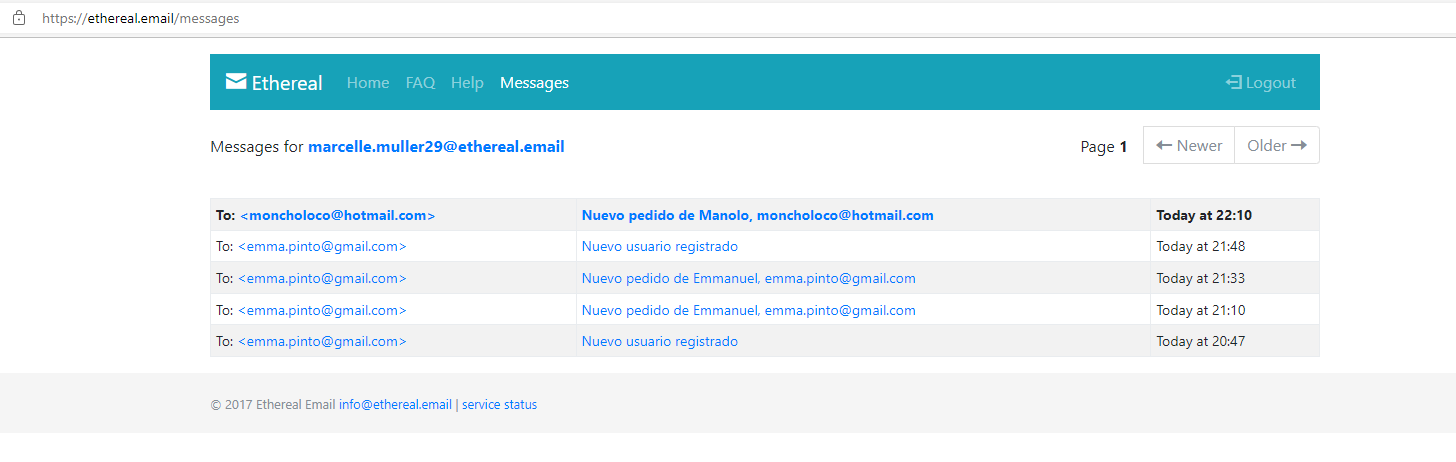 https://ethereal.email/messages
Ethereal Home FAQ Help Messages Logout
Messages for marcelle.muller29@ethereal.email Page 1 Newer Older
To: <moncholoco@hotmail.com> Nuevo pedido de Manolo, moncholoco@hotmail.com Today at 22:10
To: <emma.pinto@gmail.com> Nuevo usuario registrado Today at 21:48
To: <emma.pinto@gmail.com> Nuevo pedido de Emmanuel, emma.pinto@gmail.com Today at 21:33
To: <emma.pinto@gmail.com> Nuevo pedido de Emmanuel, emma.pinto@gmail.com Today at 21:10
To: <emma.pinto@gmail.com> Nuevo usuario registrado Today at 20:47
© 2017 Ethereal Email info@ethereal.email | service status